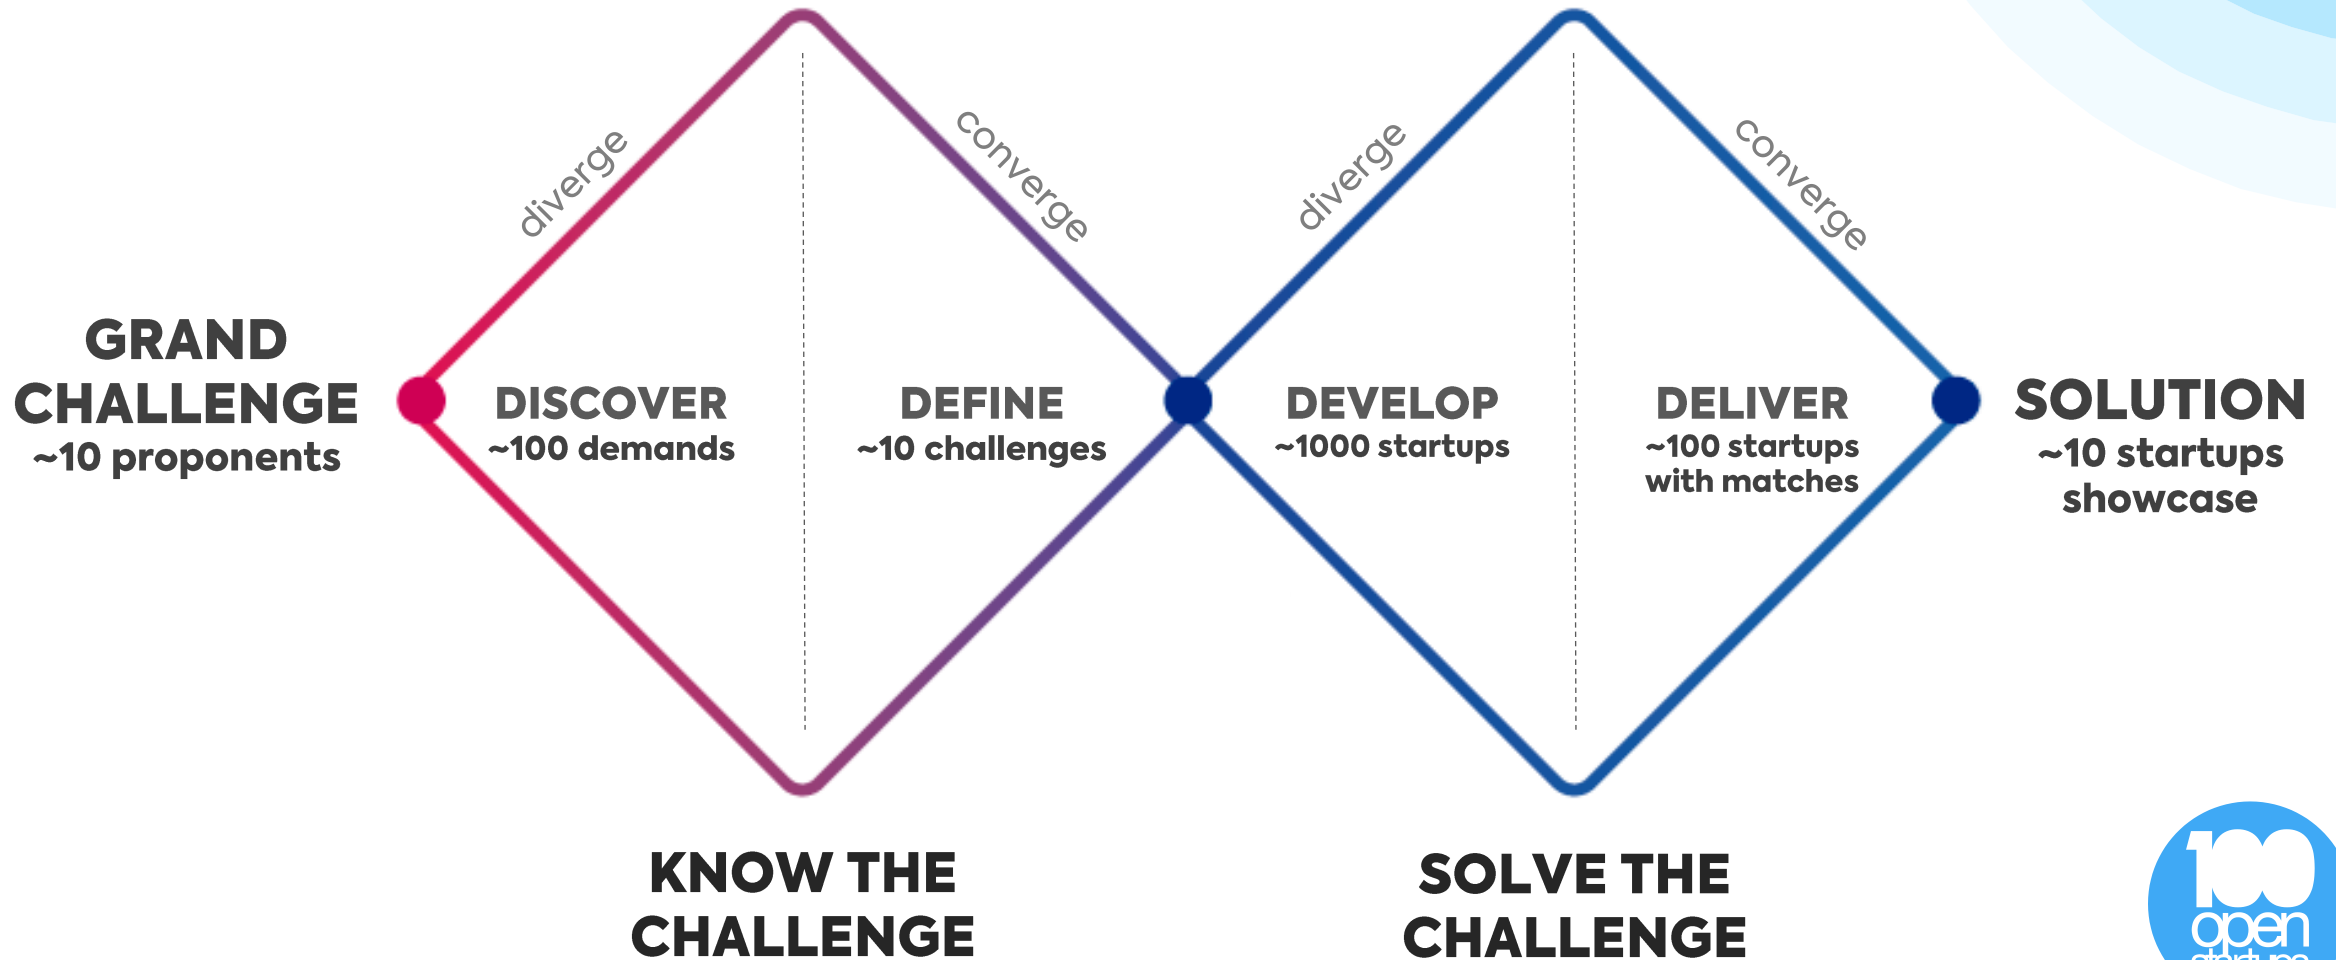 diverge
converge
diverge
converge
GRAND
CHALLENGE
~10 proponents
DISCOVER
~100 demands
DEFINE
~10 challenges
DEVELOP
~1000 startups
DELIVER
~100 startups
with matches
SOLUTION
~10 startups
showcase
KNOW THE
CHALLENGE
SOLVE THE
CHALLENGE
100
open
startups